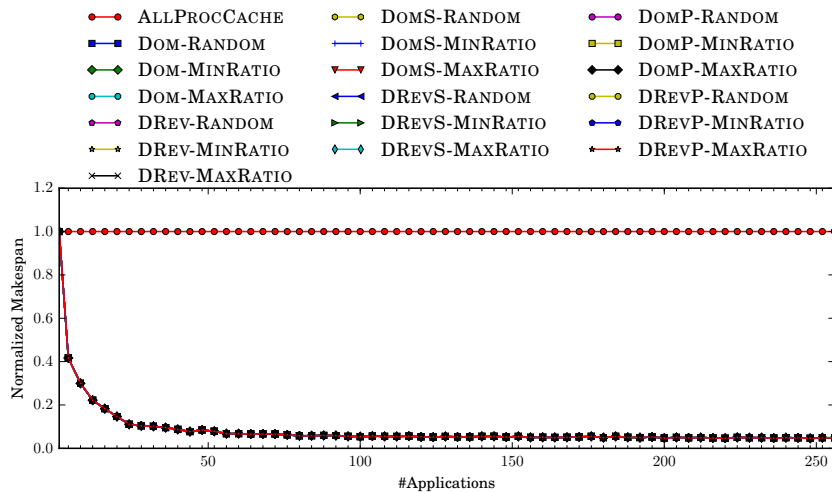 ALLPROCCACHE
DOM-RANDOM
DOM-MINRATIO
DOM-MAXRATIO
DREV-RANDOM
DREV-MINRATIO
DREV-MAXRATIO
DOMS-RANDOM
DOMS-MINRATIO
DOMS-MAXRATIO
DREVS-RANDOM
DREVS-MINRATIO
DREVS-MAXRATIO
DOMP-RANDOM
DOMP-MINRATIO
DOMP-MAXRATIO
DREVP-RANDOM
DREVP-MINRATIO
DREVP-MAXRATIO
Normalized Makespan
1.2
1.0
0.8
0.6
0.4
0.2
0.0
50 100 150 200 250
#Applications